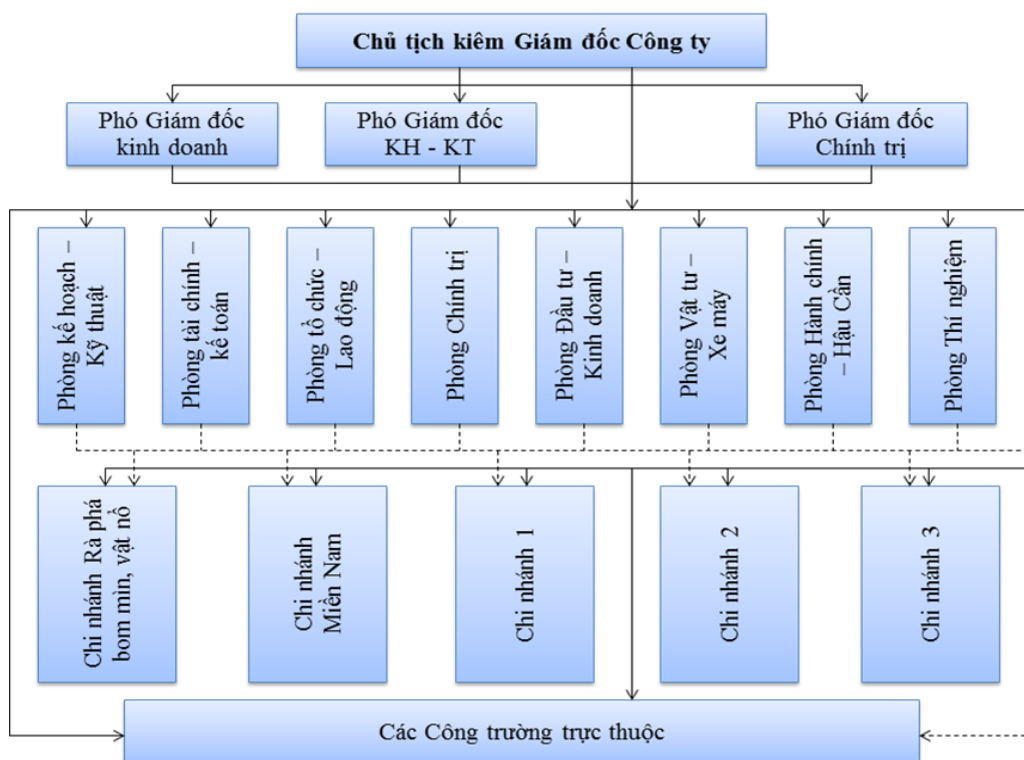 Chủ tịch kiêm Giám đốc Công ty
Phó Giám đốc
kinh doanh
Phó Giám đốc
KH - KT
Phó Giám đốc
Chính trị
Phòng kế hoạch –
Kỹ thuật
Phòng tài chính –
kế toán
Phòng tổ chức –
Lao động
Phòng Chính trị
Phòng Đầu tư –
Kinh doanh
Phòng Vật tư –
Xe máy
Phòng Hành chính
– Hậu Cần
Phòng Thí nghiệm
Chi nhánh Rà phá
bom mìn, vật nổ
Chi nhánh
Miền Nam
Chi nhánh 1
Chi nhánh 2
Chi nhánh 3
Các Công trường trực thuộc